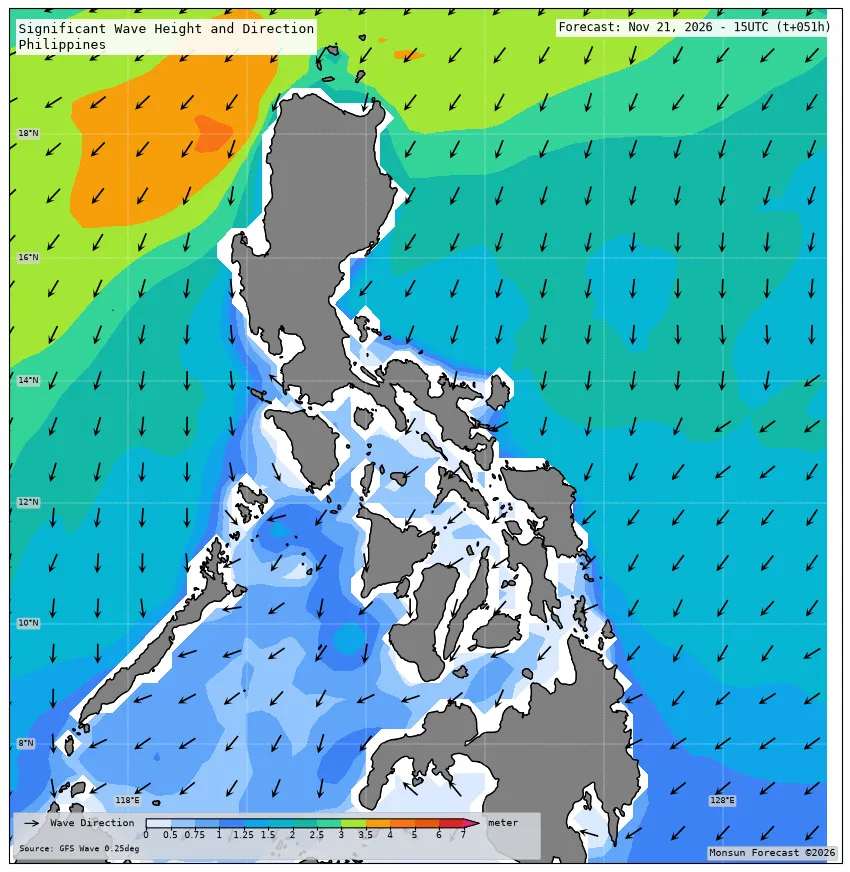 Significant Wave Height and Direction
Philippines
Forecast: Nov 21, 2026 - 15UTC (t+051h)
18°N
16°N
14°N
12°N
10°N
8°N
118°E
128°E
Wave Direction
0 0.5 0.75 1 1.25 1.5 2 2.5 3 3.5 4 5 6 7
meter
Source: GFS Wave 0.25deg
Monsun Forecast ©2026